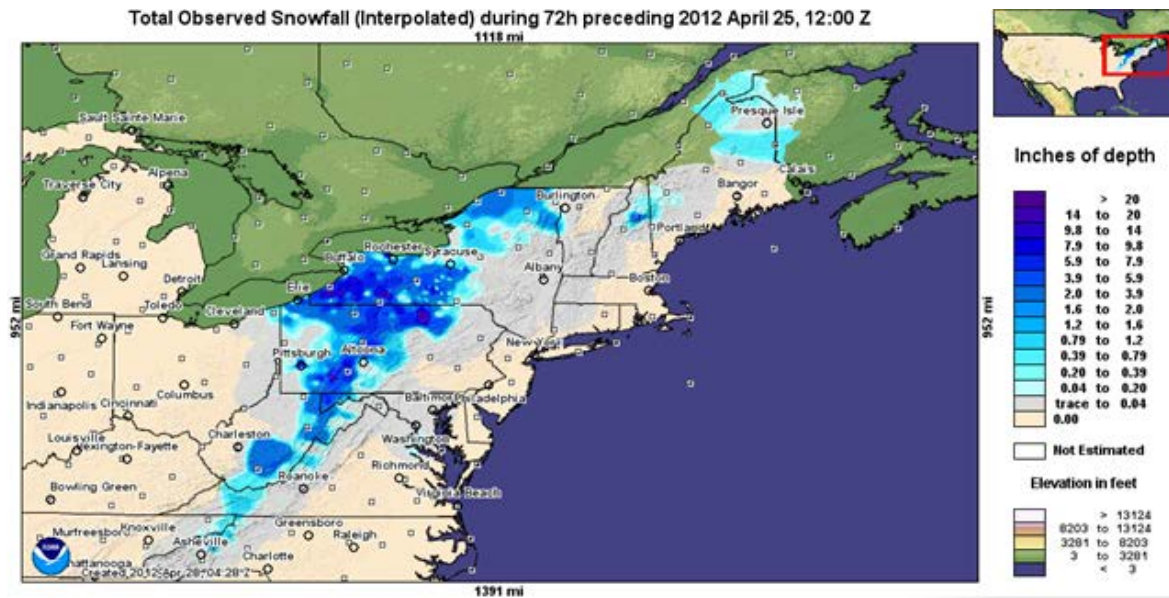 Total Observed Snowfall (Interpolated) during 72h preceding 2012 April 25, 12:00 Z
1118 mi
Sault Sainte Marie
Presque Isle
Traverse City
Alpena
Calais
Bangor
Burlington
Portland
Grand Rapids
Lansing
Detroit
Buffalo
Rochester
Syracuse
Albany
Boston
South Bend
Toledo
Erie
Cleveland
Fort Wayne
New York
Pittsburgh
Altoona
Columbus
Philadelphia
Baltimore
Indianapolis
Cincinnati
Washington
Charleston
Louisville
Lexington-Fayette
Richmond
Roanoke
Bowling Green
Virginia Beach
Greensboro
Raleigh
Knoxville
Murfreesboro
Asheville
Charlotte
Chattanooga
Created 2012 Apr 28, 04:28 Z
952 mi
952 mi
1391 mi
Inches of depth
> 20
14 to 20
9.8 to 14
7.9 to 9.8
5.9 to 7.9
3.9 to 5.9
2.0 to 3.9
1.6 to 2.0
1.2 to 1.6
0.79 to 1.2
0.39 to 0.79
0.20 to 0.39
0.04 to 0.20
trace to 0.04
0.00
Not Estimated
Elevation in feet
> 13124
8203 to 13124
3281 to 8203
3 to 3281
< 3